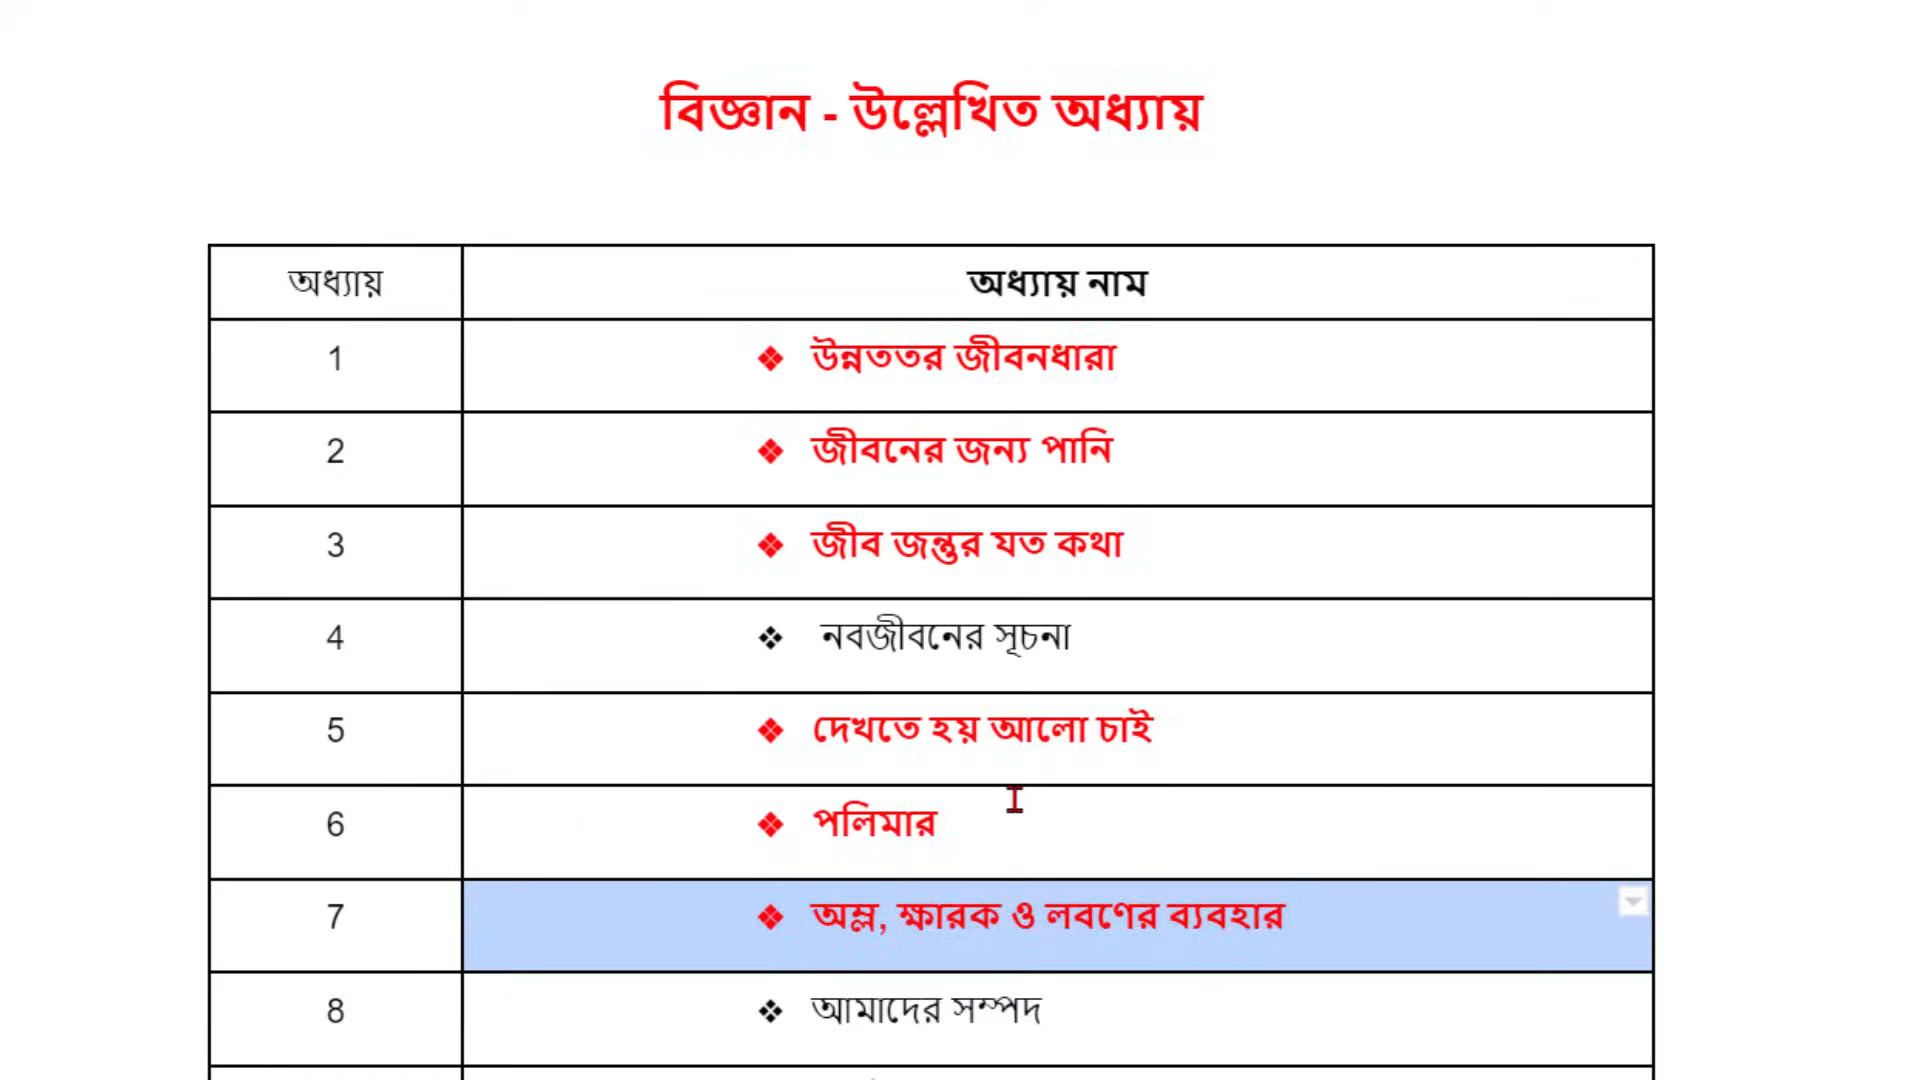 বিজ্ঞান - উল্লেখিত অধ্যায়
অধ্যায় অধ্যায় নাম
1 ❖ উন্নততর জীবনধারা
2 ❖ জীবনের জন্য পানি
3 ❖ জীব জন্তুর যত কথা
4 ❖ নবজীবনের সূচনা
5 ❖ দেখতে হয় আলো চাই
6 ❖ পলিমার
7 ❖ অম্ল, ক্ষারক ও লবণের ব্যবহার
8 ❖ আমাদের সম্পদ